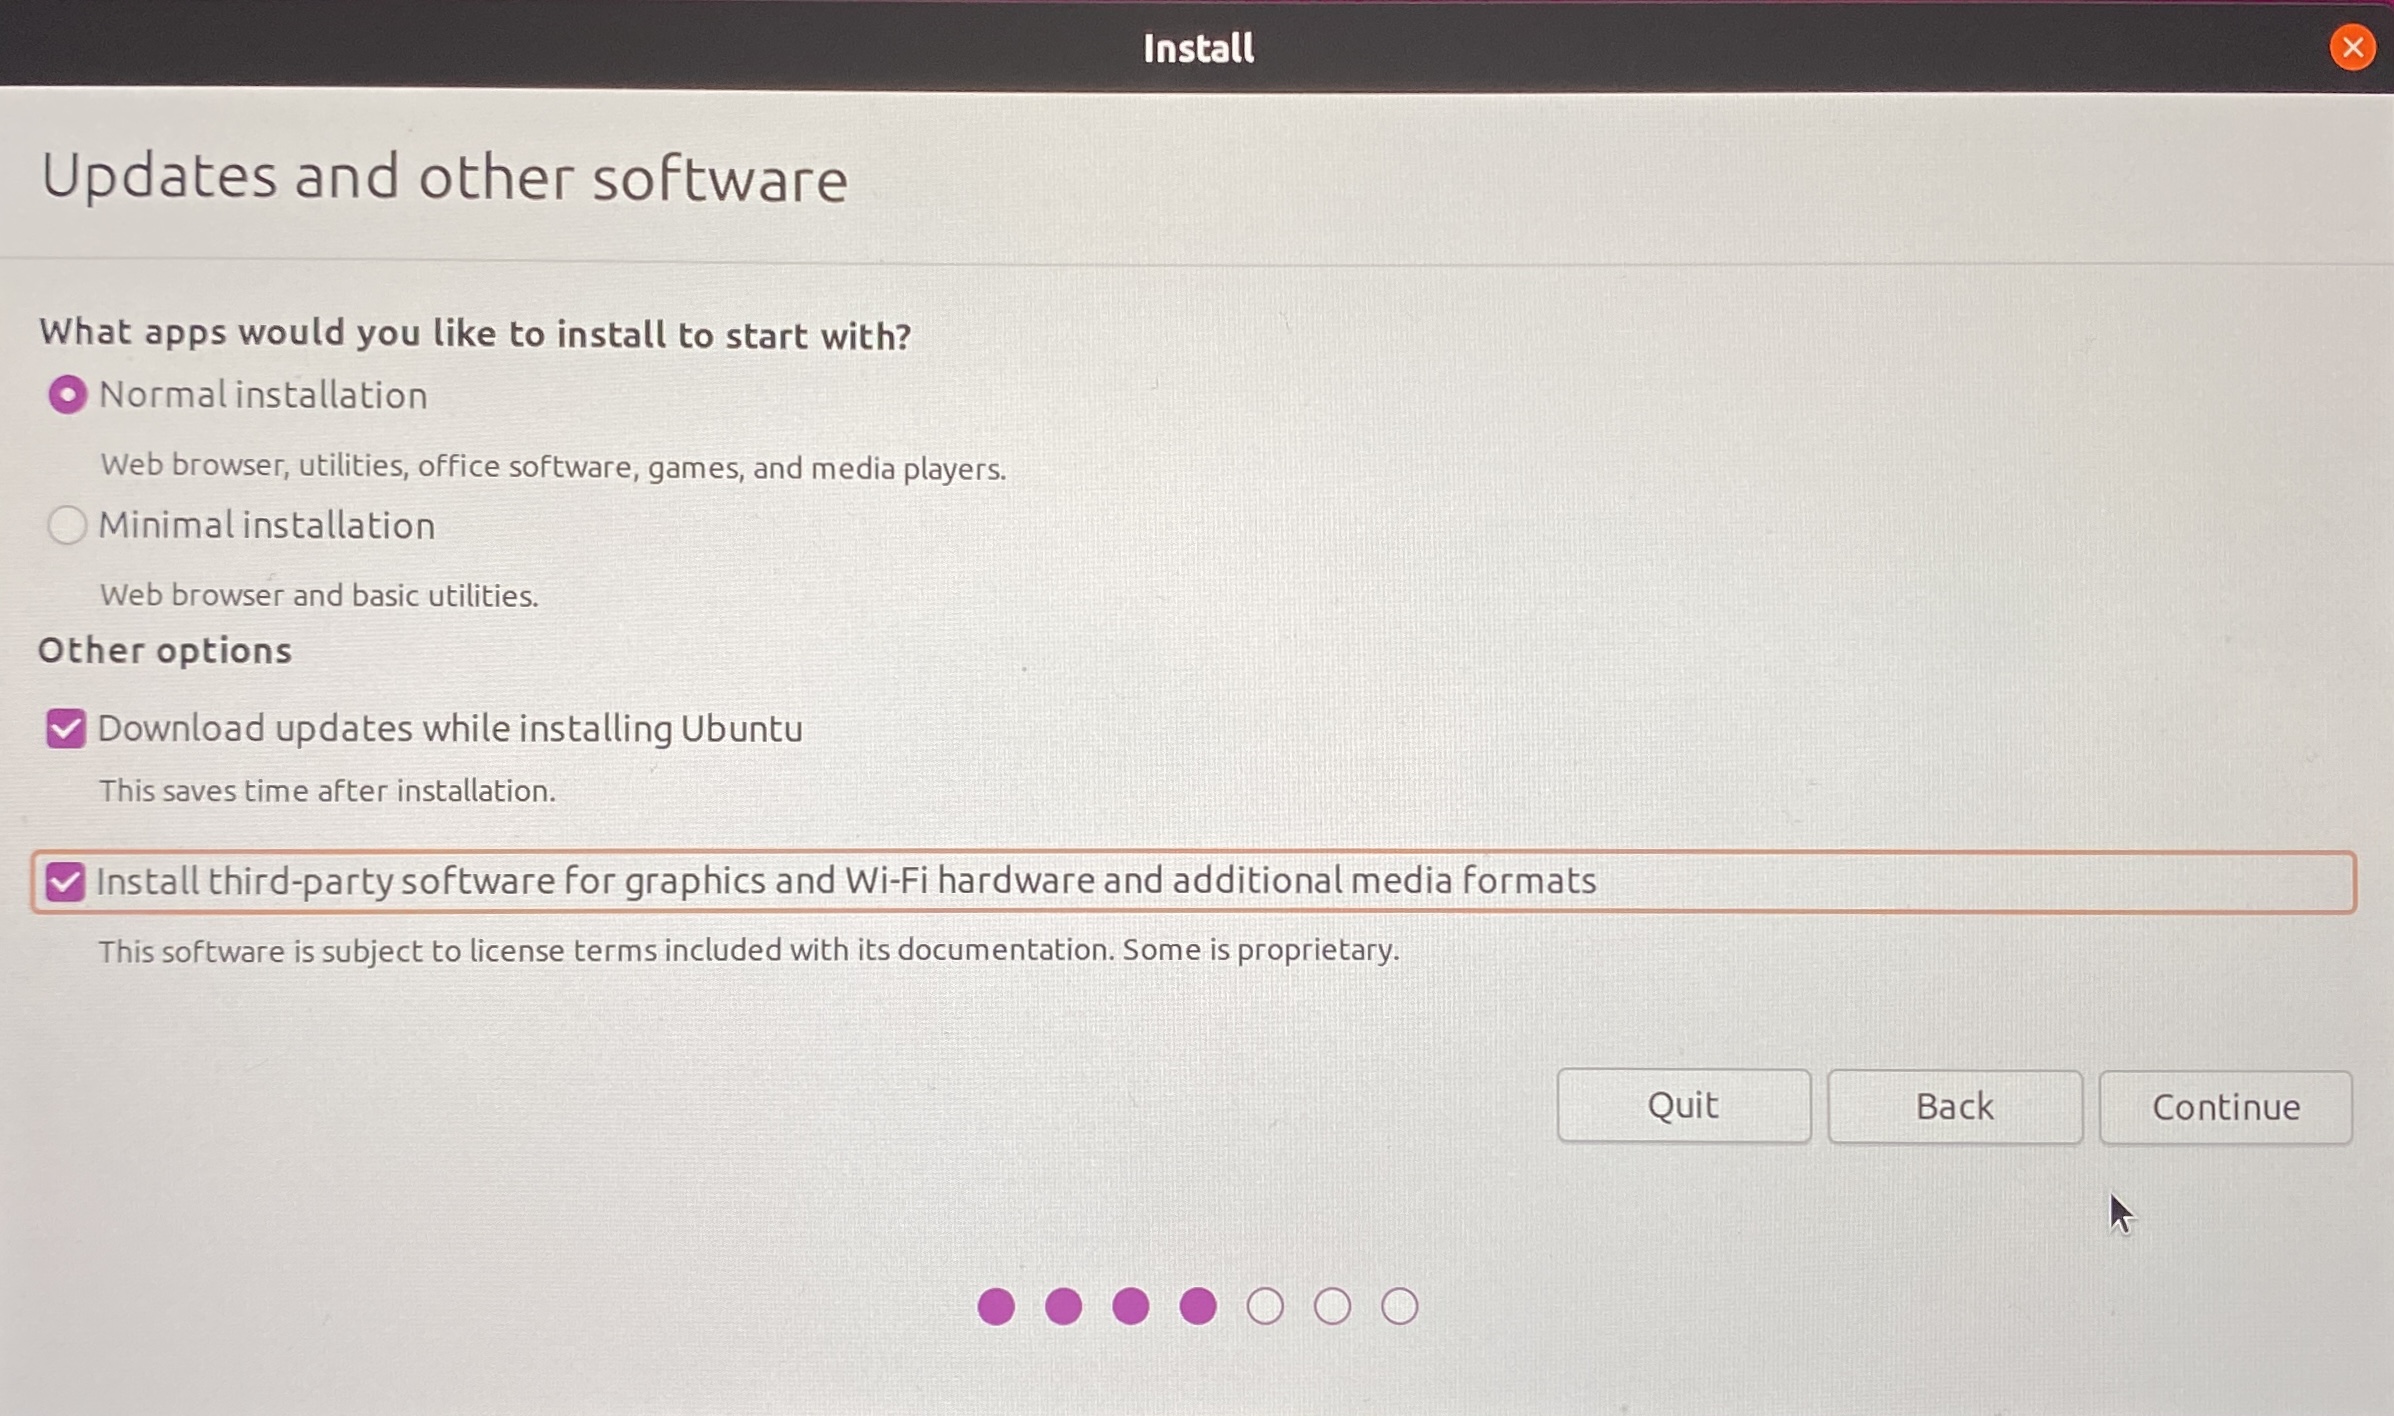 Install
Updates and other software
What apps would you like to install to start with?
Normal installation
Web browser, utilities, office software, games, and media players.
Minimal installation
Web browser and basic utilities.
Other options
Download updates while installing Ubuntu
This saves time after installation.
Install third-party software for graphics and Wi-Fi hardware and additional media formats
This software is subject to license terms included with its documentation. Some is proprietary.
Quit
Back
Continue